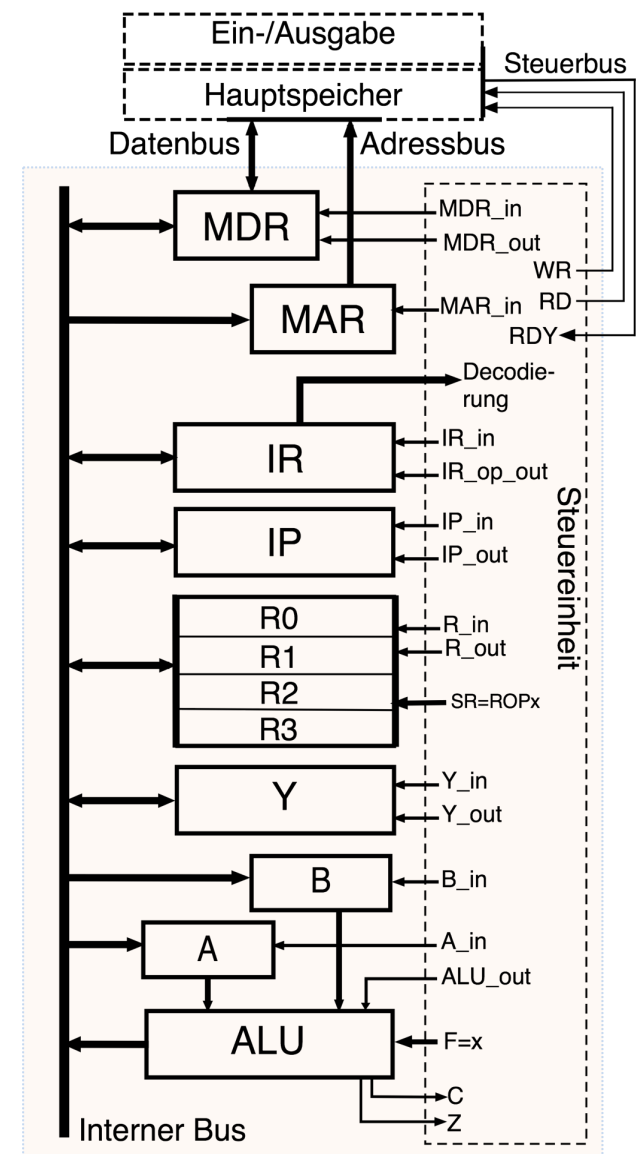 Ein-/Ausgabe
Steuerbus
Hauptspeicher
Datenbus
Adressbus
MDR
MDR_in
MDR_out
WR
MAR
MAR_in
RD
RDY
Decodie-
rung
IR
IR_in
IR_op_out
Steuereinheit
IP
IP_in
IP_out
R0
R_in
R1
R_out
R2
SR=ROPx
R3
Y
Y_in
Y_out
B
B_in
A
A_in
ALU_out
ALU
F=x
C
Z
Interner Bus